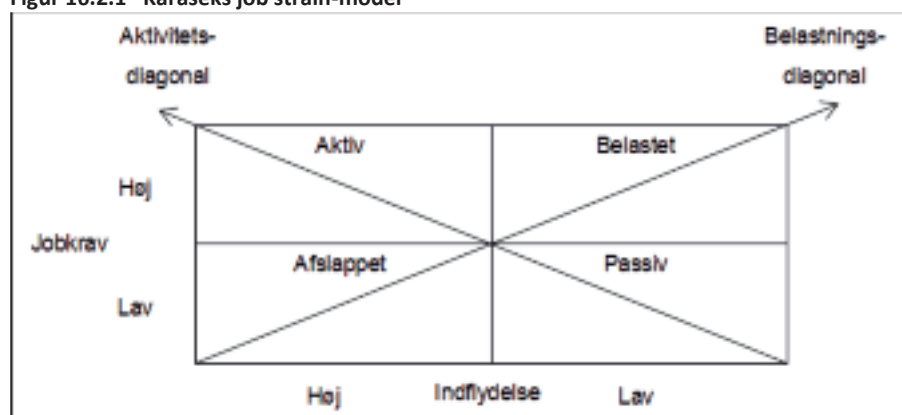 Figur 16.2.1 Karaseks job strain-model
Aktivitets-
diagonal
Belastnings-
diagonal
Aktiv
Belastet
Høj
Jobkrav
Afslappet
Passiv
Lav
Høj
Indflydelse
Lav